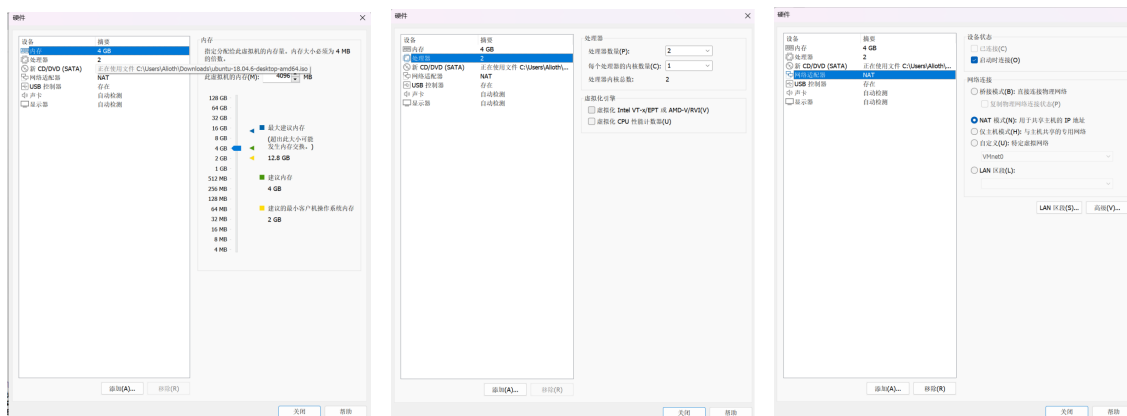 硬件
设备 摘要
内存 4 GB
处理器 2
新 CD/DVD (SATA) 正在使用文件 C:\Users\Alioth\Downloads\ubuntu-18.04.6-desktop-amd64.iso
网络适配器 NAT
USB 控制器 存在
声卡 自动检测
显示器 自动检测
添加(A)... 移除(R)
内存
指定分配给此虚拟机的内存量。内存大小必须为 4 MB
的倍数。
此虚拟机的内存(M): 4096 MB
128 GB
64 GB
32 GB
16 GB
8 GB
4 GB
2 GB
1 GB
512 MB
256 MB
128 MB
64 MB
32 MB
16 MB
8 MB
4 MB
最大建议内存
(超出此大小可能
发生内存交换。)
12.8 GB
建议内存
4 GB
建议的最小客户机操作系统内存
2 GB
关闭 帮助
硬件
设备 摘要
内存 4 GB
处理器 2
新 CD/DVD (SATA) 正在使用文件 C:\Users\Alioth\...
网络适配器 NAT
USB 控制器 存在
声卡 自动检测
显示器 自动检测
添加(A)... 移除(R)
处理器
处理器数量(P): 2
每个处理器的内核数量(C): 1
处理器内核总数: 2
虚拟化引擎
虚拟化 Intel VT-x/EPT 或 AMD-V/RVI(V)
虚拟化 CPU 性能计数器(U)
关闭 帮助
硬件
设备 摘要
内存 4 GB
处理器 2
新 CD/DVD (SATA) 正在使用文件 C:\Users\Alioth\...
网络适配器 NAT
USB 控制器 存在
声卡 自动检测
显示器 自动检测
添加(A)... 移除(R)
设备状态
已连接(C)
启动时连接(O)
网络连接
桥接模式(B): 直接连接物理网络
复制物理网络连接状态(P)
NAT 模式(N): 用于共享主机的 IP 地址
仅主机模式(H): 与主机共享的专用网络
自定义(U): 特定虚拟网络
VMnet0
LAN 区段(L):
LAN 区段(S)... 高级(V)...
关闭 帮助